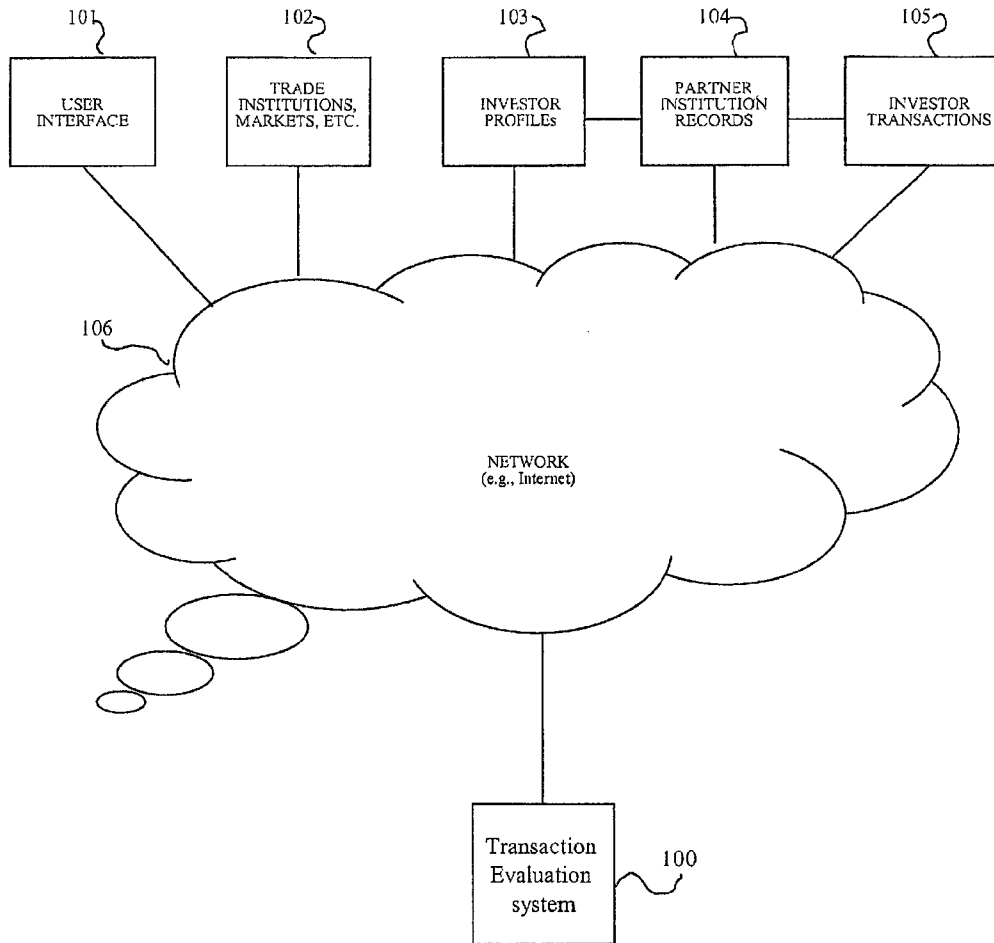 101
102
103
104
105
USER
INTERFACE
TRADE
INSTITUTIONS,
MARKETS, ETC.
INVESTOR
PROFILEs
PARTNER
INSTITUTION
RECORDS
INVESTOR
TRANSACTIONS
106
NETWORK
(e.g., Internet)
Transaction
Evaluation
system
100